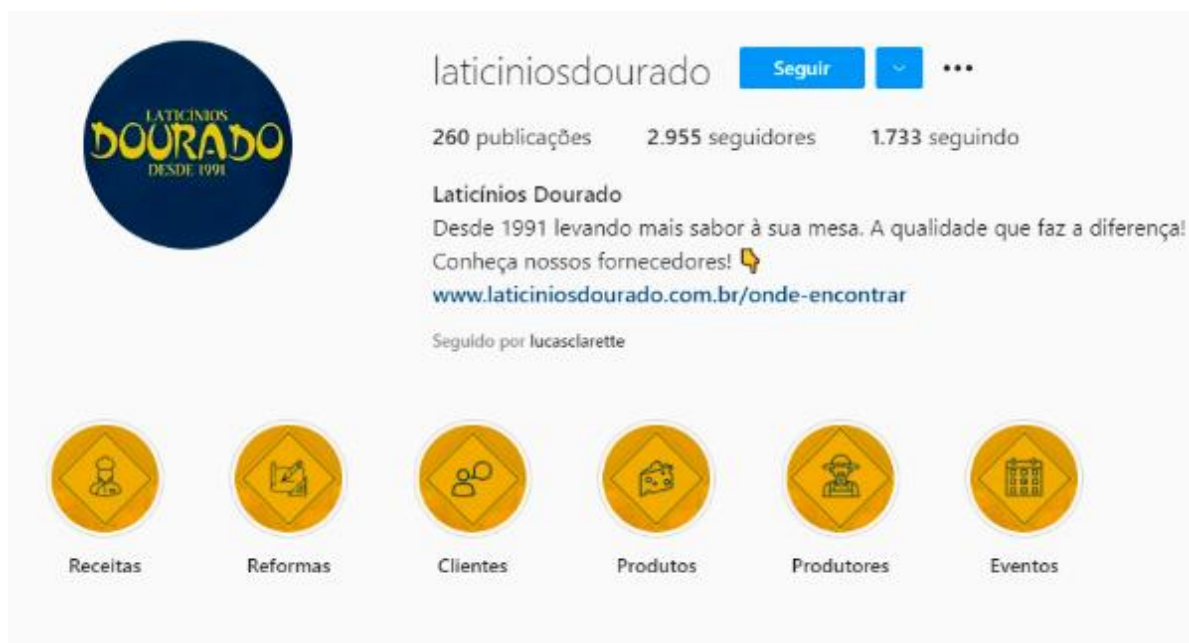 LATICÍNIOS
DOURADO
DESDE 1991
laticiniosdourado Seguir
260 publicações 2.955 seguidores 1.733 seguindo
Laticínios Dourado
Desde 1991 levando mais sabor à sua mesa. A qualidade que faz a diferença!
Conheça nossos fornecedores! 👇
www.laticiniosdourado.com.br/onde-encontrar
Seguido por lucasclarette
Receitas Reformas Clientes Produtos Produtores Eventos